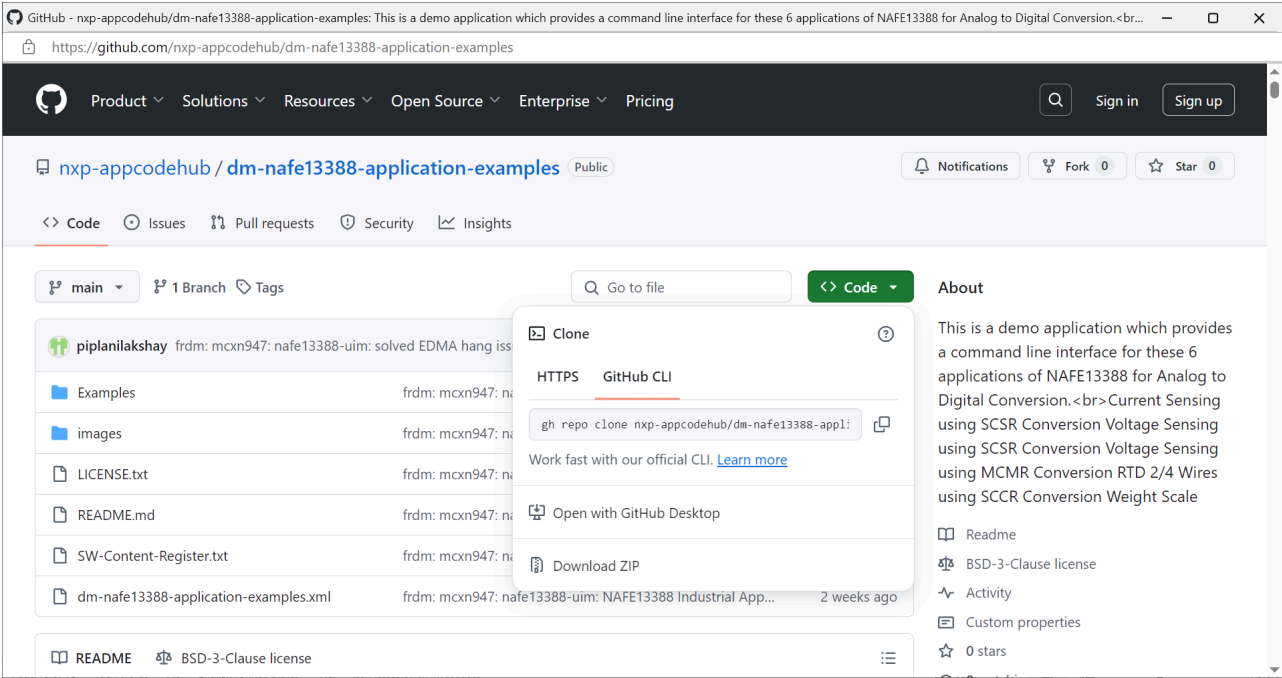 GitHub - nxp-appcodehub/dm-nafe13388-application-examples: This is a demo application which provides a command line interface for these 6 applications of NAFE13388 for Analog to Digital Conversion.<br...
https://github.com/nxp-appcodehub/dm-nafe13388-application-examples
Product Solutions Resources Open Source Enterprise Pricing Sign in Sign up
nxp-appcodehub / dm-nafe13388-application-examples Public Notifications Fork 0 Star 0
Code Issues Pull requests Security Insights
main 1 Branch Tags Go to file Code
piplanilakshay frdm: mcxn947: nafe13388-uim: solved EDMA hang iss
Examples frdm: mcxn947: na
images frdm: mcxn947: na
LICENSE.txt frdm: mcxn947: na
README.md frdm: mcxn947: na
SW-Content-Register.txt frdm: mcxn947: na
dm-nafe13388-application-examples.xml frdm: mcxn947: nafe13388-uim: NAFE13388 Industrial App... 2 weeks ago
README BSD-3-Clause license
Clone
HTTPS GitHub CLI
gh repo clone nxp-appcodehub/dm-nafe13388-appli
Work fast with our official CLI. Learn more
Open with GitHub Desktop
Download ZIP
About
This is a demo application which provides
a command line interface for these 6
applications of NAFE13388 for Analog to
Digital Conversion.<br>Current Sensing
using SCSR Conversion Voltage Sensing
using SCSR Conversion Voltage Sensing
using MCMR Conversion RTD 2/4 Wires
using SCCR Conversion Weight Scale
Readme
BSD-3-Clause license
Activity
Custom properties
0 stars